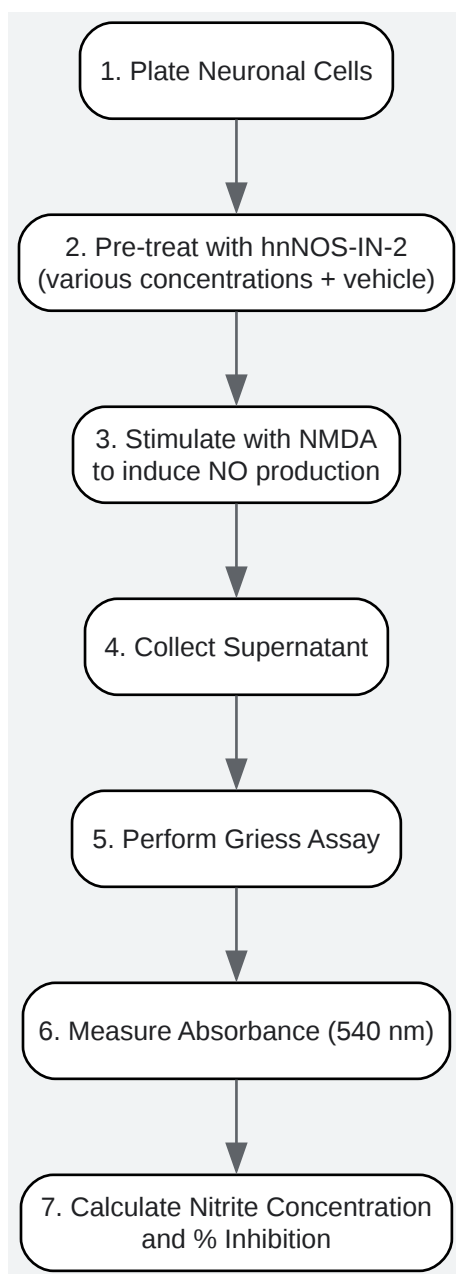 1. Plate Neuronal Cells
2. Pre-treat with hnNOS-IN-2
(various concentrations + vehicle)
3. Stimulate with NMDA
to induce NO production
4. Collect Supernatant
5. Perform Griess Assay
6. Measure Absorbance (540 nm)
7. Calculate Nitrite Concentration
and % Inhibition